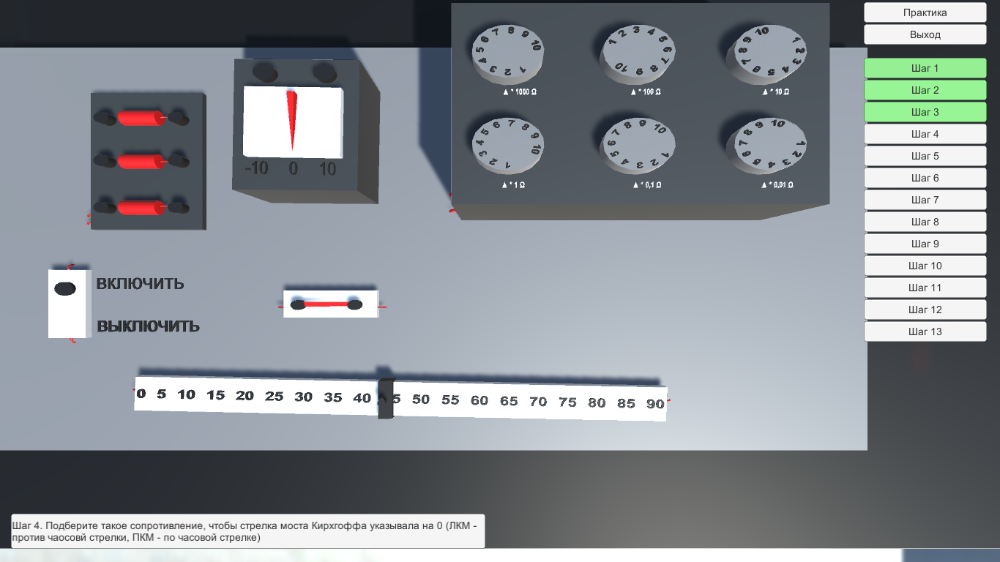 Практика
Выход
Шаг 1
Шаг 2
Шаг 3
Шаг 4
Шаг 5
Шаг 6
Шаг 7
Шаг 8
Шаг 9
Шаг 10
Шаг 11
Шаг 12
Шаг 13
1 2 3 4 5 6 7 8 9 10
▲ * 1000 Ω
1 2 3 4 5 6 7 8 9 10
▲ * 100 Ω
1 2 3 4 5 6 7 8 9 10
▲ * 10 Ω
1 2 3 4 5 6 7 8 9 10
▲ * 1 Ω
1 2 3 4 5 6 7 8 9 10
▲ * 0,1 Ω
1 2 3 4 5 6 7 8 9 10
▲ * 0,01 Ω
-10 0 10
ВКЛЮЧИТЬ
ВЫКЛЮЧИТЬ
0 5 10 15 20 25 30 35 40 5 50 55 60 65 70 75 80 85 90
Шаг 4. Подберите такое сопротивление, чтобы стрелка моста Кирхгоффа указывала на 0 (ЛКМ -
против чаосвй стрелки, ПКМ - по часовой стрелке)